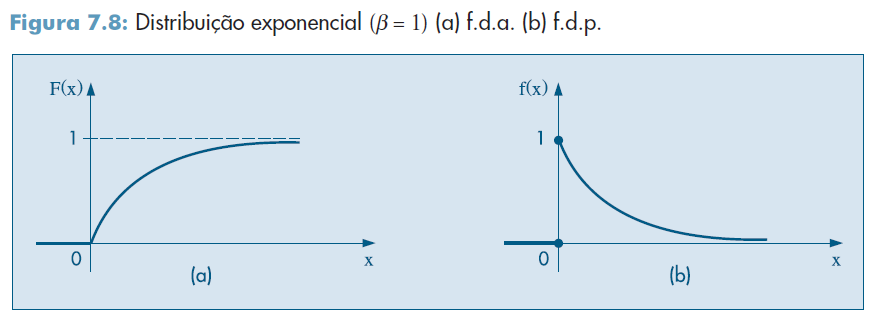 Figura 7.8: Distribuição exponencial (β = 1) (a) f.d.a. (b) f.d.p.
F(x)
1
0
x
(a)
f(x)
1
0
x
(b)